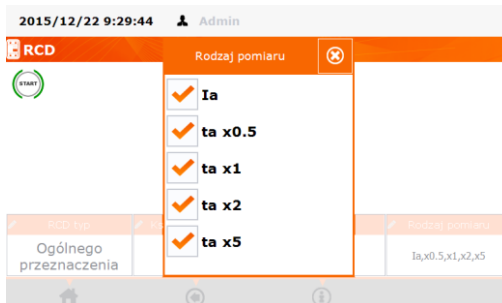 2015/12/22 9:29:44 Admin
RCD
Rodzaj pomiaru
START
Ia
ta x0.5
ta x1
ta x2
ta x5
RCD typ
Rodzaj pomiaru
Ogólnego
przeznaczenia
Ia,x0.5,x1,x2,x5